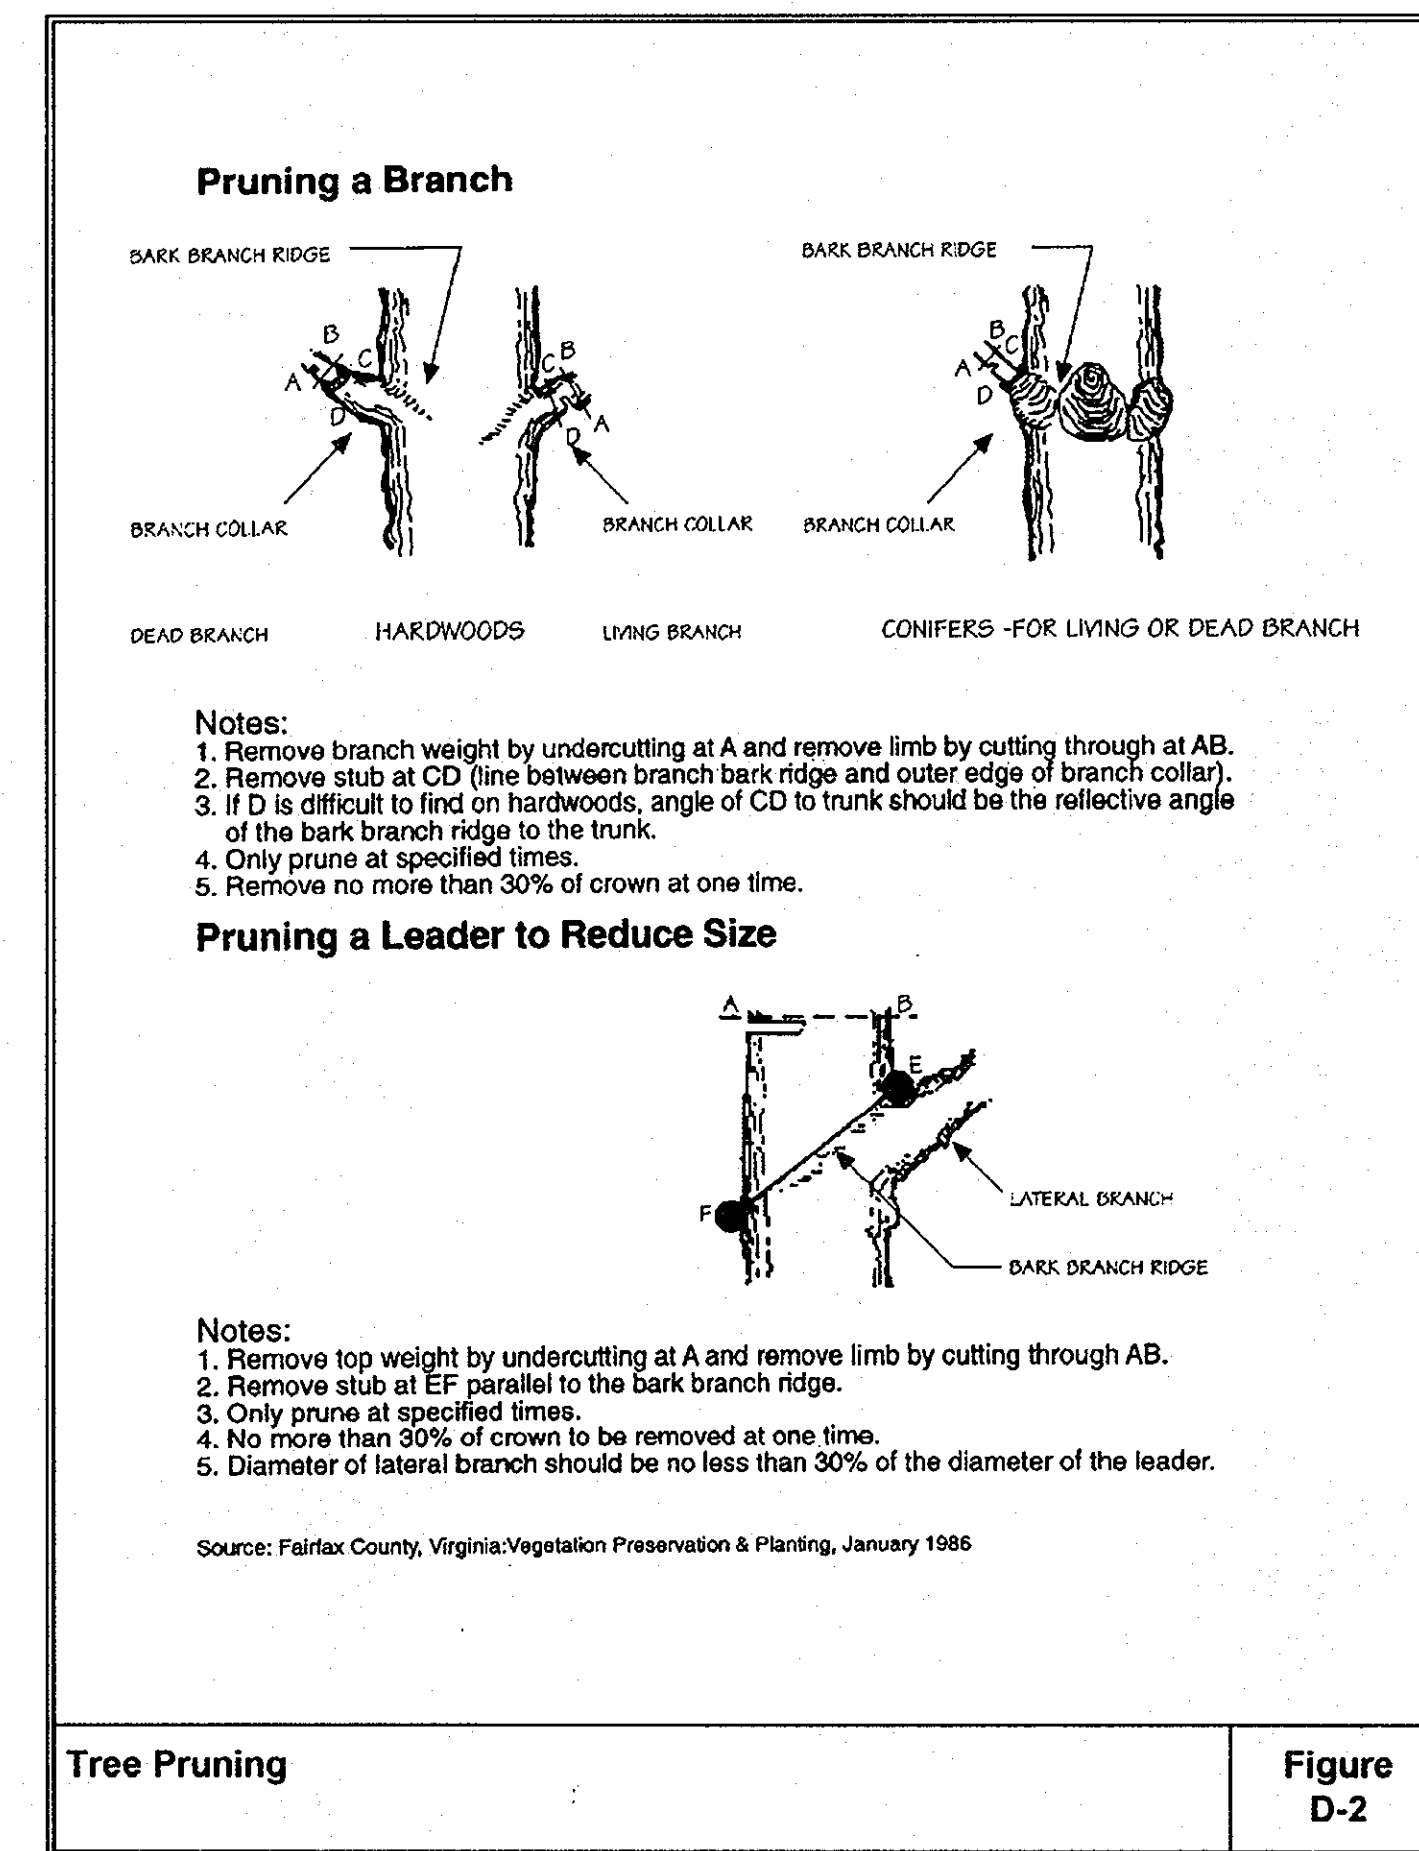 Pruning a Branch
BARK BRANCH RIDGE
BARK BRANCH RIDGE
B
C
A
D
C
B
D
A
B
C
A
D
BRANCH COLLAR
BRANCH COLLAR
BRANCH COLLAR
DEAD BRANCH
HARDWOODS
LIVING BRANCH
CONIFERS -FOR LIVING OR DEAD BRANCH
Notes:
1. Remove branch weight by undercutting at A and remove limb by cutting through at AB.
2. Remove stub at CD (line between branch bark ridge and outer edge of branch collar).
3. If D is difficult to find on hardwoods, angle of CD to trunk should be the reflective angle
of the bark branch ridge to the trunk.
4. Only prune at specified times.
5. Remove no more than 30% of crown at one time.
Pruning a Leader to Reduce Size
A
B
E
F
LATERAL BRANCH
BARK BRANCH RIDGE
Notes:
1. Remove top weight by undercutting at A and remove limb by cutting through AB.
2. Remove stub at EF parallel to the bark branch ridge.
3. Only prune at specified times.
4. No more than 30% of crown to be removed at one time.
5. Diameter of lateral branch should be no less than 30% of the diameter of the leader.
Source: Fairfax County, Virginia:Vegetation Preservation & Planting, January 1986
Tree Pruning
Figure
D-2